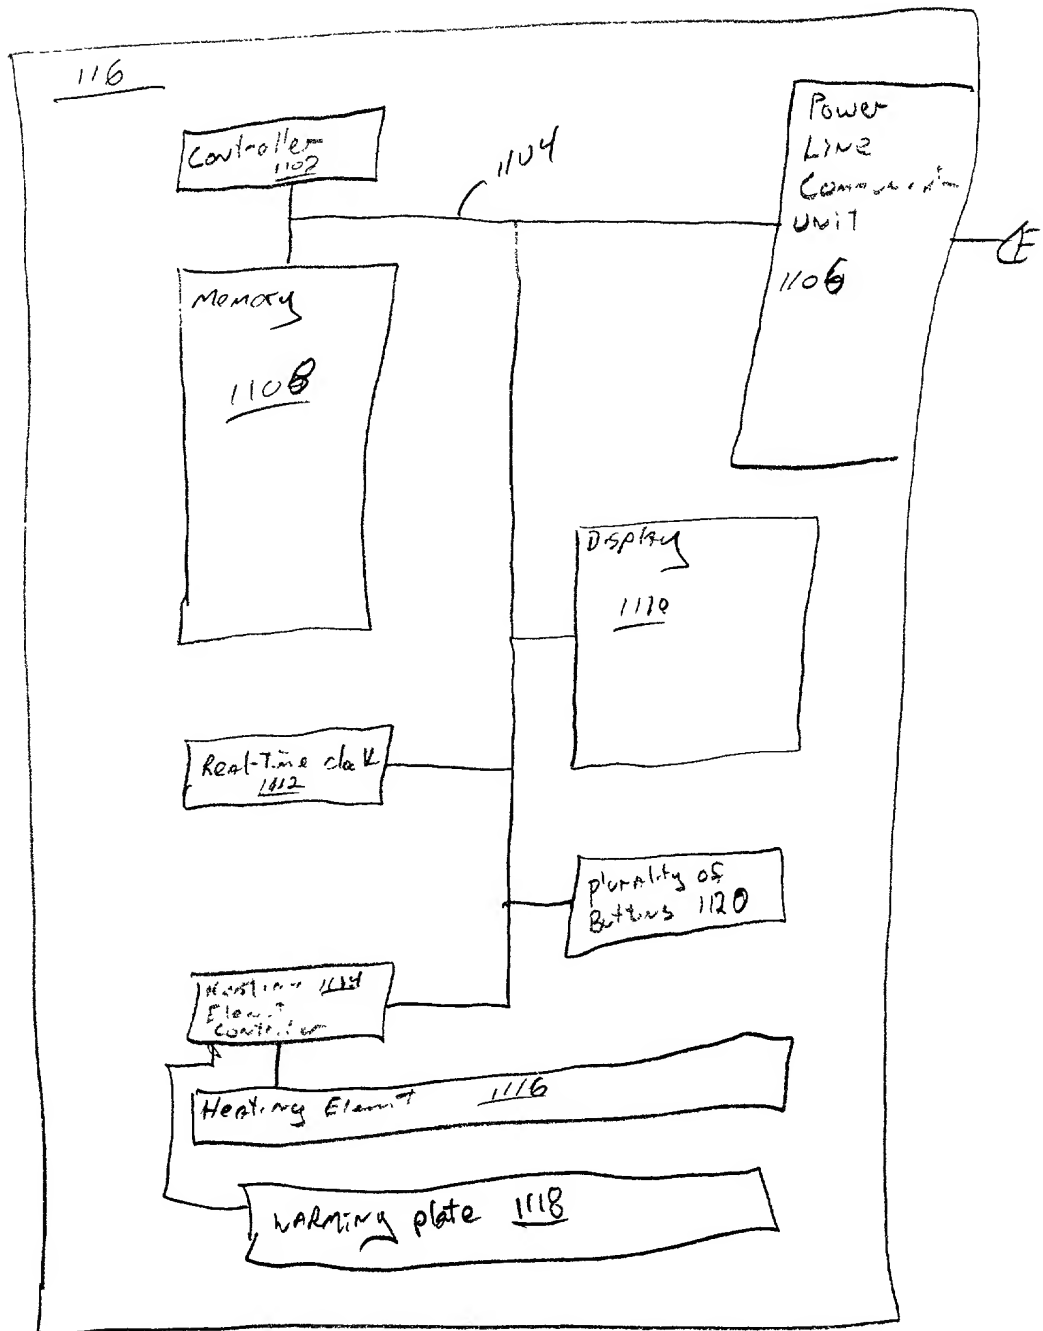 116
Controller
1102
1104
Power
Line
UNIT
1106
Memory
1108
Display
1110
Real-Time clock
1112
plurality of
Buttons 1120
1114
Element
Controller
Heating Element 1116
WARMING plate 1118